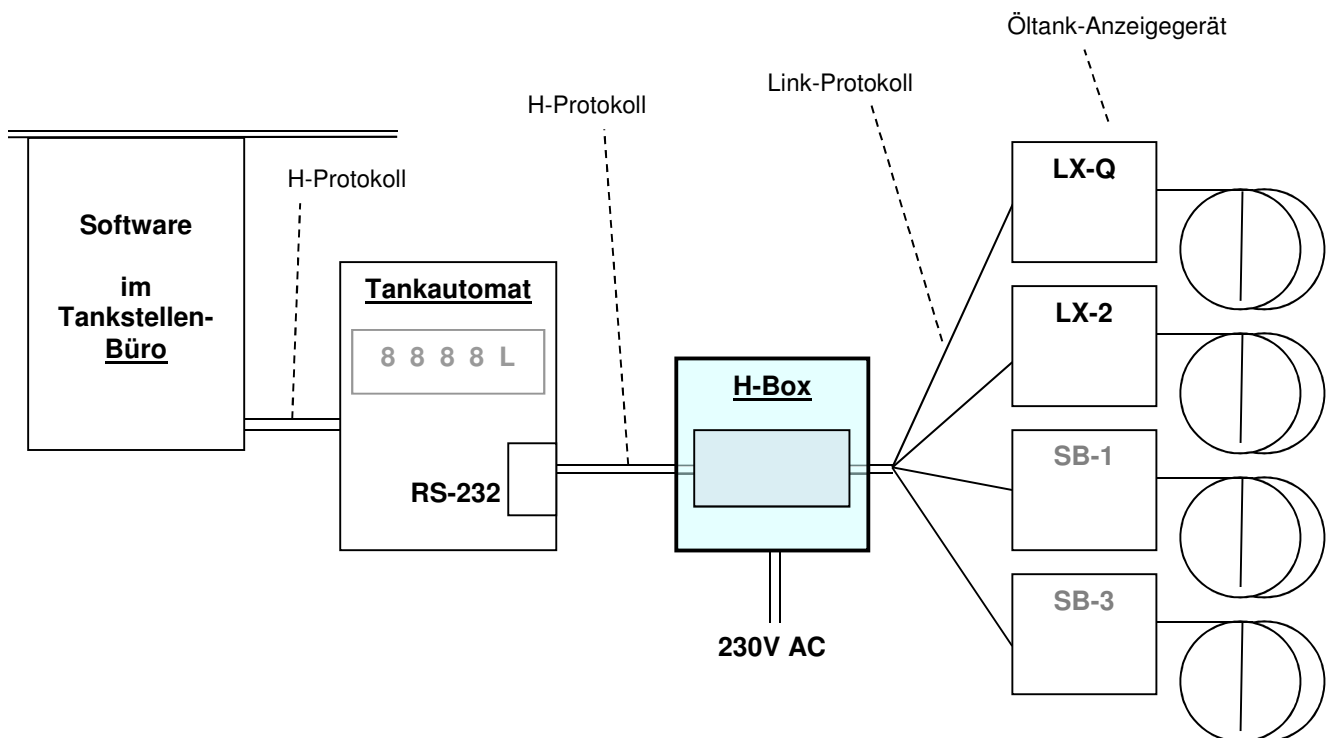 Öltank-Anzeigegerät
Link-Protokoll
H-Protokoll
H-Protokoll
Software
im
Tankstellen-
Büro
Tankautomat
8 8 8 8 L
RS-232
H-Box
230V AC
LX-Q
LX-2
SB-1
SB-3